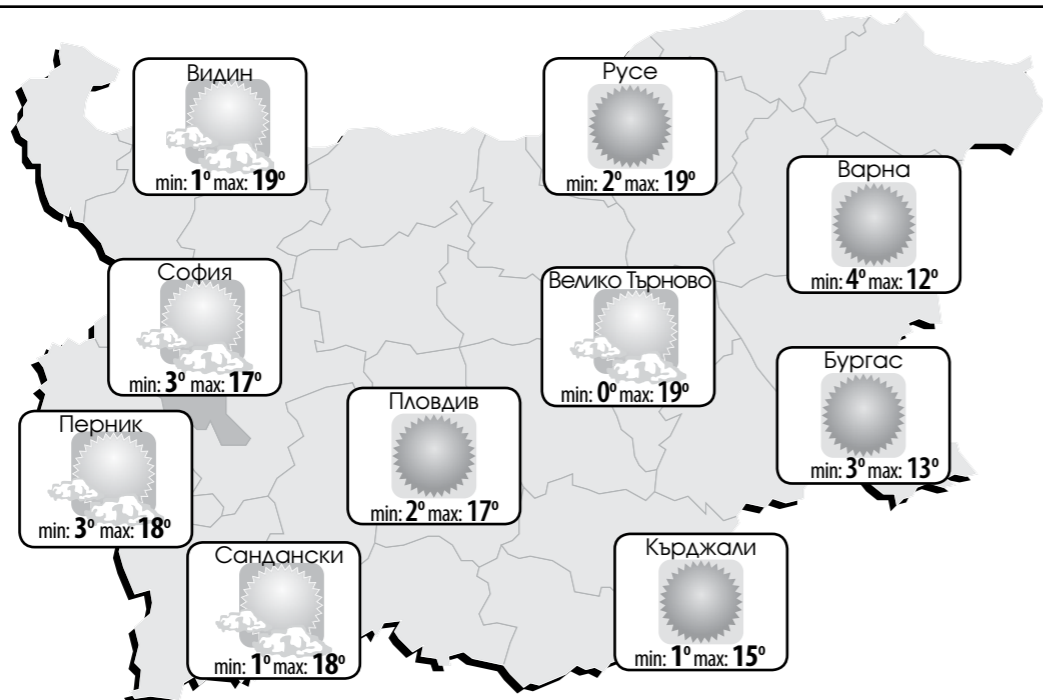 Видин
min: 1° max: 19°
Русе
min: 2° max: 19°
Варна
min: 4° max: 12°
София
min: 3° max: 17°
Велико Търново
min: 0° max: 19°
Бургас
min: 3° max: 13°
Пловдив
min: 2° max: 17°
Перник
min: 3° max: 18°
Сандански
min: 1° max: 18°
Кърджали
min: 1° max: 15°